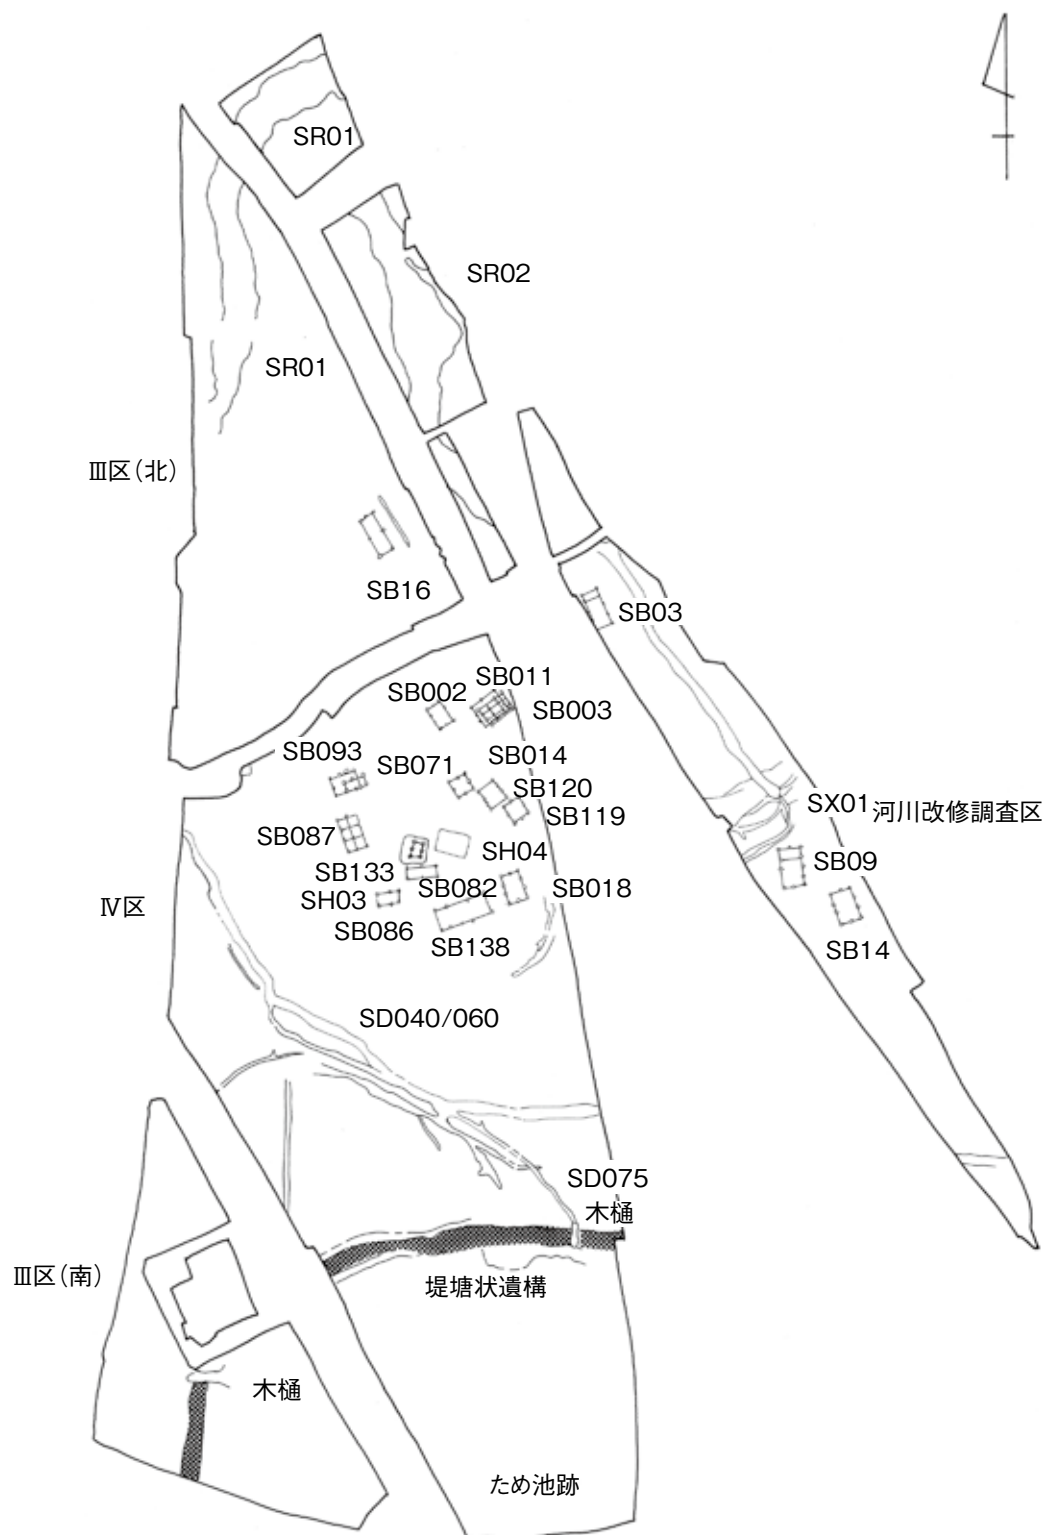 SR01
SR02
SR01
Ⅲ区（北）
SB16
SB03
SB011
SB002
SB003
SB093
SB071
SB014
SB120
SB119
SX01
河川改修調査区
SB087
SH04
SB09
SB133
SB082
SB018
SH03
Ⅳ区
SB086
SB138
SB14
SD040/060
SD075
木樋
Ⅲ区（南）
堤塘状遺構
木樋
ため池跡